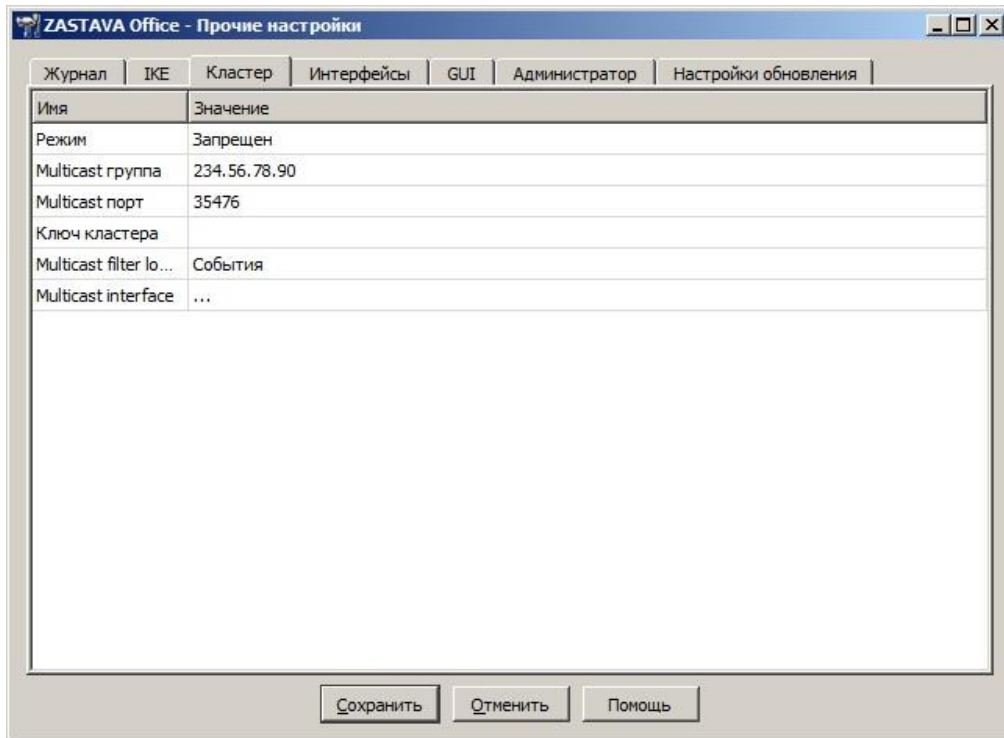 ZASTAVA Office - Прочие настройки
Журнал IKE Кластер Интерфейсы GUI Администратор Настройки обновления
Имя Значение
Режим Запрещен
Multicast группа 234.56.78.90
Multicast порт 35476
Ключ кластера
Multicast filter lo... События
Multicast interface ...
Сохранить Отменить Помощь